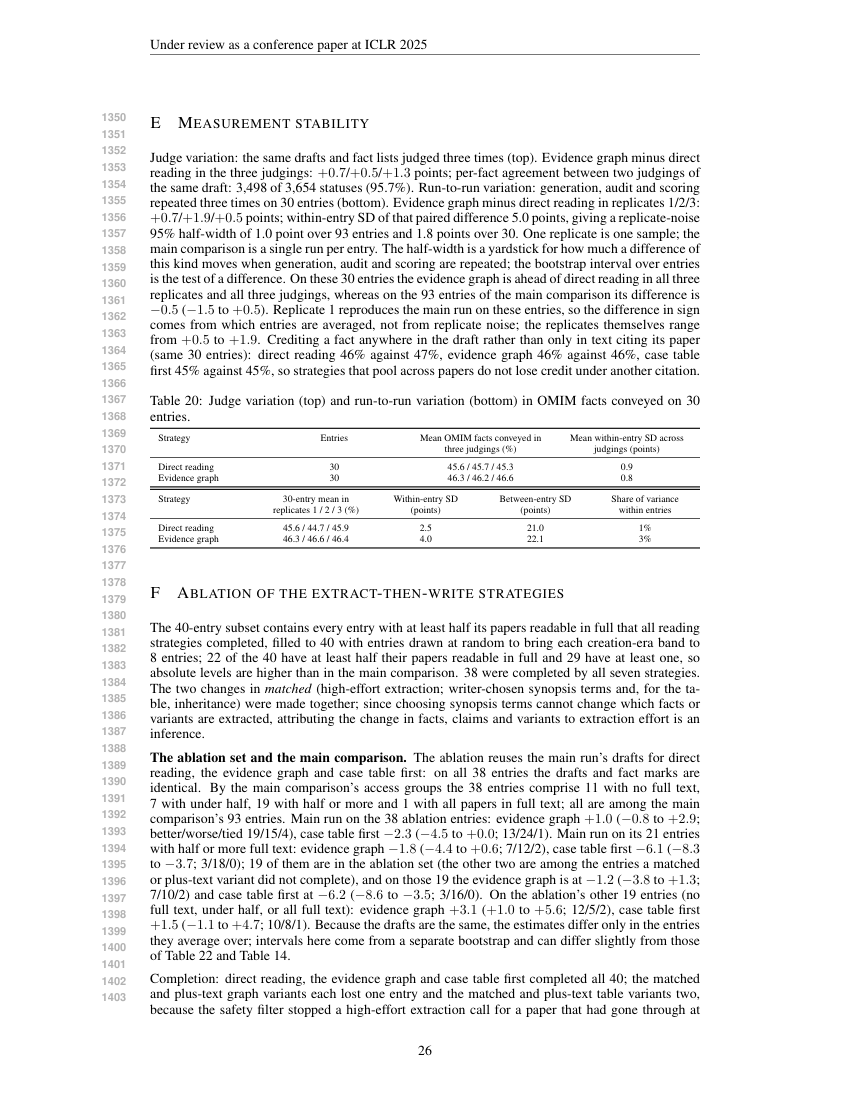 Under review as a conference paper at ICLR 2025
1350
1351
1352
1353
1354
1355
1356
1357
1358
1359
1360
1361
1362
1363
1364
1365
1366
1367
1368
1369
1370
1371
1372
1373
1374
1375
1376
1377
1378
1379
1380
1381
1382
1383
1384
1385
1386
1387
1388
1389
1390
1391
1392
1393
1394
1395
1396
1397
1398
1399
1400
1401
1402
1403
E MEASUREMENT STABILITY
Judge variation: the same drafts and fact lists judged three times (top). Evidence graph minus direct
reading in the three judgings: +0.7/+0.5/+1.3 points; per-fact agreement between two judgings of
the same draft: 3,498 of 3,654 statuses (95.7%). Run-to-run variation: generation, audit and scoring
repeated three times on 30 entries (bottom). Evidence graph minus direct reading in replicates 1/2/3:
+0.7/+1.9/+0.5 points; within-entry SD of that paired difference 5.0 points, giving a replicate-noise
95% half-width of 1.0 point over 93 entries and 1.8 points over 30. One replicate is one sample; the
main comparison is a single run per entry. The half-width is a yardstick for how much a difference of
this kind moves when generation, audit and scoring are repeated; the bootstrap interval over entries
is the test of a difference. On these 30 entries the evidence graph is ahead of direct reading in all three
replicates and all three judgings, whereas on the 93 entries of the main comparison its difference is
−0.5 (−1.5 to +0.5). Replicate 1 reproduces the main run on these entries, so the difference in sign
comes from which entries are averaged, not from replicate noise; the replicates themselves range
from +0.5 to +1.9. Crediting a fact anywhere in the draft rather than only in text citing its paper
(same 30 entries): direct reading 46% against 47%, evidence graph 46% against 46%, case table
first 45% against 45%, so strategies that pool across papers do not lose credit under another citation.
Table 20: Judge variation (top) and run-to-run variation (bottom) in OMIM facts conveyed on 30
entries.
Strategy Entries Mean OMIM facts conveyed in Mean within-entry SD across
three judgings (%) judgings (points)
Direct reading 30 45.6 / 45.7 / 45.3 0.9
Evidence graph 30 46.3 / 46.2 / 46.6 0.8
Strategy 30-entry mean in Within-entry SD Between-entry SD Share of variance
replicates 1 / 2 / 3 (%) (points) (points) within entries
Direct reading 45.6 / 44.7 / 45.9 2.5 21.0 1%
Evidence graph 46.3 / 46.6 / 46.4 4.0 22.1 3%
F ABLATION OF THE EXTRACT-THEN-WRITE STRATEGIES
The 40-entry subset contains every entry with at least half its papers readable in full that all reading
strategies completed, filled to 40 with entries drawn at random to bring each creation-era band to
8 entries; 22 of the 40 have at least half their papers readable in full and 29 have at least one, so
absolute levels are higher than in the main comparison. 38 were completed by all seven strategies.
The two changes in matched (high-effort extraction; writer-chosen synopsis terms and, for the ta-
ble, inheritance) were made together; since choosing synopsis terms cannot change which facts or
variants are extracted, attributing the change in facts, claims and variants to extraction effort is an
inference.
The ablation set and the main comparison. The ablation reuses the main run's drafts for direct
reading, the evidence graph and case table first: on all 38 entries the drafts and fact marks are
identical. By the main comparison's access groups the 38 entries comprise 11 with no full text,
7 with under half, 19 with half or more and 1 with all papers in full text; all are among the main
comparison's 93 entries. Main run on the 38 ablation entries: evidence graph +1.0 (−0.8 to +2.9;
better/worse/tied 19/15/4), case table first −2.3 (−4.5 to +0.0; 13/24/1). Main run on its 21 entries
with half or more full text: evidence graph −1.8 (−4.4 to +0.6; 7/12/2), case table first −6.1 (−8.3
to −3.7; 3/18/0); 19 of them are in the ablation set (the other two are among the entries a matched
or plus-text variant did not complete), and on those 19 the evidence graph is at −1.2 (−3.8 to +1.3;
7/10/2) and case table first at −6.2 (−8.6 to −3.5; 3/16/0). On the ablation's other 19 entries (no
full text, under half, or all full text): evidence graph +3.1 (+1.0 to +5.6; 12/5/2), case table first
+1.5 (−1.1 to +4.7; 10/8/1). Because the drafts are the same, the estimates differ only in the entries
they average over; intervals here come from a separate bootstrap and can differ slightly from those
of Table 22 and Table 14.
Completion: direct reading, the evidence graph and case table first completed all 40; the matched
and plus-text graph variants each lost one entry and the matched and plus-text table variants two,
because the safety filter stopped a high-effort extraction call for a paper that had gone through at
26